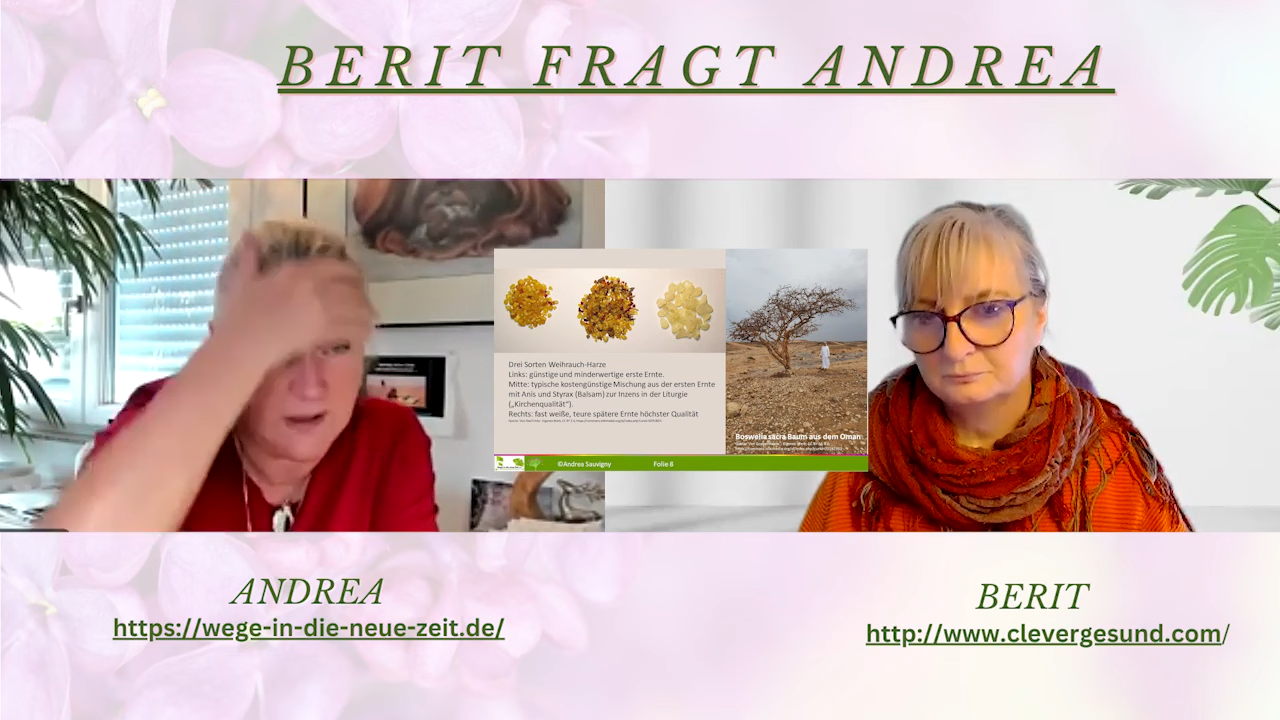 BERIT FRAGT ANDREA
Drei Sorten Weihrauch-Harze
Links: günstige und minderwertige erste Ernte.
Mitte: typische kostengünstige Mischung aus der ersten Ernte
mit Anis und Styrax (Balsam) zur Inzens in der Liturgie
(„Kirchenqualität“).
Rechts: fast weiße, teure spätere Ernte höchster Qualität
Boswelia sacra Baum aus dem Oman
©Andrea Sauvigny
Folie 8
ANDREA
https://wege-in-die-neue-zeit.de/
BERIT
http://www.clevergesund.com/